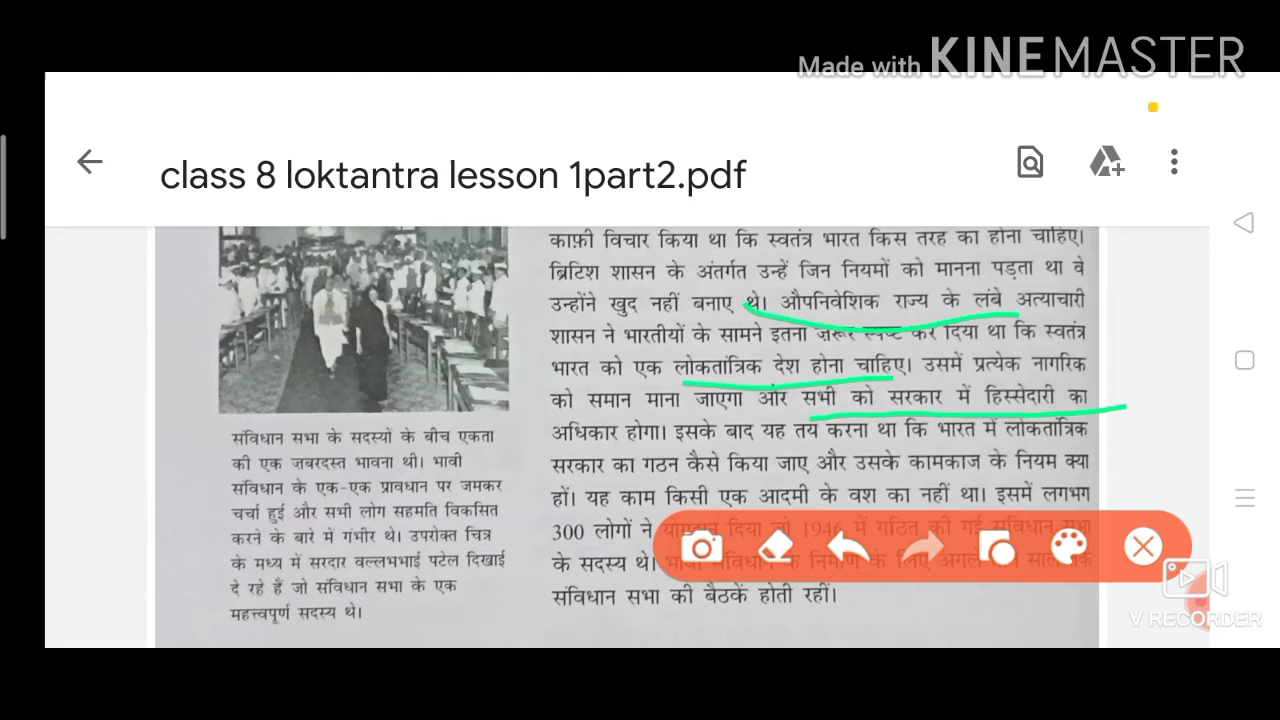 Made with KINEMASTER
class 8 loktantra lesson 1part2.pdf
काफ़ी विचार किया था कि स्वतंत्र भारत किस तरह का होना चाहिए।
ब्रिटिश शासन के अंतर्गत उन्हें जिन नियमों को मानना पड़ता था वे
उन्होंने खुद नहीं बनाए थे। औपनिवेशिक राज्य के लंबे अत्याचारी
शासन ने भारतीयों के सामने इतना ज़रूर स्पष्ट कर दिया था कि स्वतंत्र
भारत को एक लोकतांत्रिक देश होना चाहिए। उसमें प्रत्येक नागरिक
को समान माना जाएगा और सभी को सरकार में हिस्सेदारी का
अधिकार होगा। इसके बाद यह तय करना था कि भारत में लोकतांत्रिक
सरकार का गठन कैसे किया जाए और उसके कामकाज के नियम क्या
हों। यह काम किसी एक आदमी के वश का नहीं था। इसमें लगभग
300 लोगों ने योगदान दिया जो 1946 में गठित की गई संविधान सभा
के सदस्य थे। भावी संविधान के निर्माण के लिए अगले
संविधान सभा की बैठकें होती रहीं।
संविधान सभा के सदस्यों के बीच एकता
की एक ज़बरदस्त भावना थी। भावी
संविधान के एक-एक प्रावधान पर जमकर
चर्चा हुई और सभी लोग सहमति विकसित
करने के बारे में गंभीर थे। उपरोक्त चित्र
के मध्य में सरदार वल्लभभाई पटेल दिखाई
दे रहे हैं जो संविधान सभा के एक
महत्त्वपूर्ण सदस्य थे।
V RECORDER